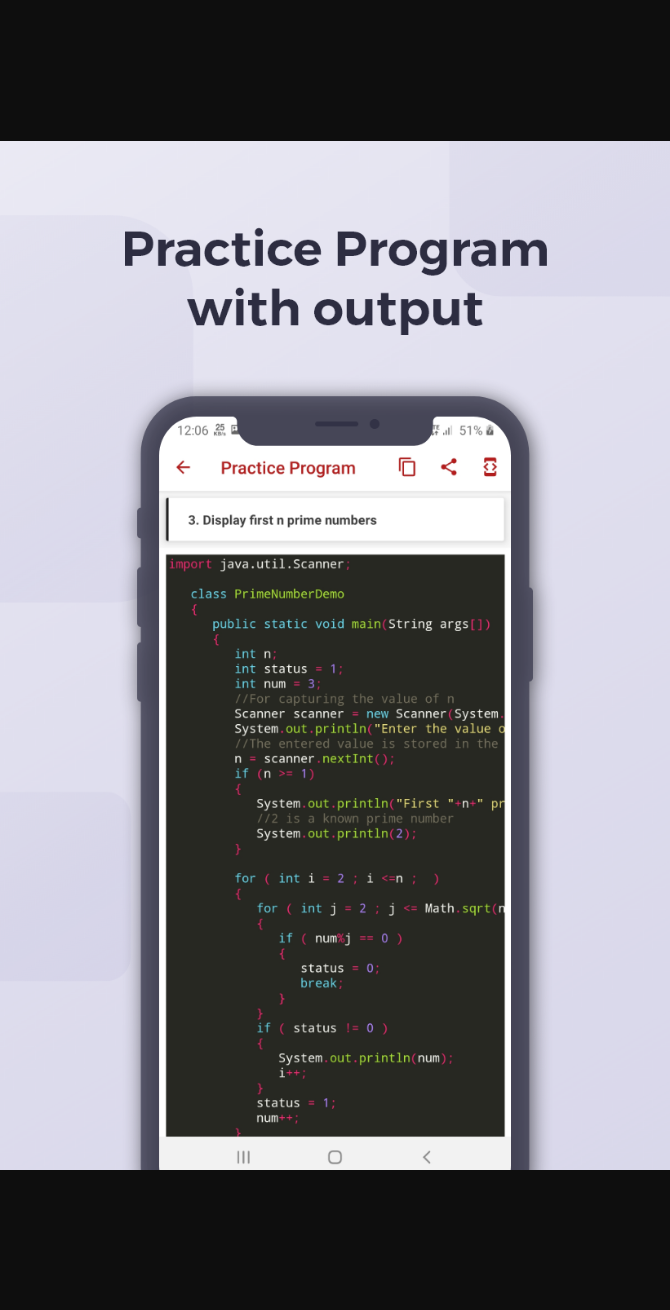 Practice Program
with output
12:06 25 KB/s 51%
Practice Program
3. Display first n prime numbers
import java.util.Scanner;
class PrimeNumberDemo
{
public static void main(String args[])
{
int n;
int status = 1;
int num = 3;
//For capturing the value of n
Scanner scanner = new Scanner(System.
System.out.println("Enter the value o
//The entered value is stored in the
n = scanner.nextInt();
if (n >= 1)
{
System.out.println("First "+n+" pr
//2 is a known prime number
System.out.println(2);
}
for ( int i = 2 ; i <=n ;  )
{
for ( int j = 2 ; j <= Math.sqrt(n
{
if ( num%j == 0 )
{
status = 0;
break;
}
}
if ( status != 0 )
{
System.out.println(num);
i++;
}
status = 1;
num++;
}